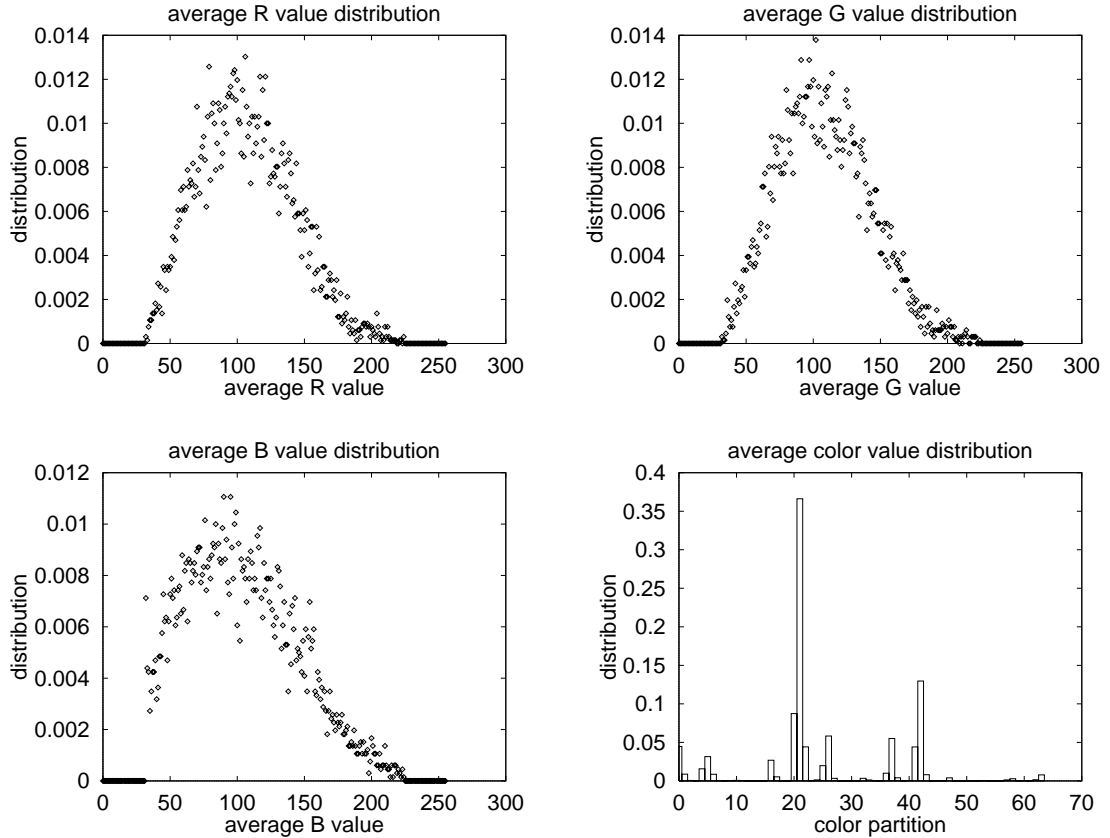 average R value distribution
0.014
0.012
0.01
0.008
0.006
0.004
0.002
0
distribution
0 50 100 150 200 250 300
average R value
average G value distribution
0.014
0.012
0.01
0.008
0.006
0.004
0.002
0
distribution
0 50 100 150 200 250 300
average G value
average B value distribution
0.012
0.01
0.008
0.006
0.004
0.002
0
distribution
0 50 100 150 200 250 300
average B value
average color value distribution
0.4
0.35
0.3
0.25
0.2
0.15
0.1
0.05
0
distribution
0 10 20 30 40 50 60 70
color partition